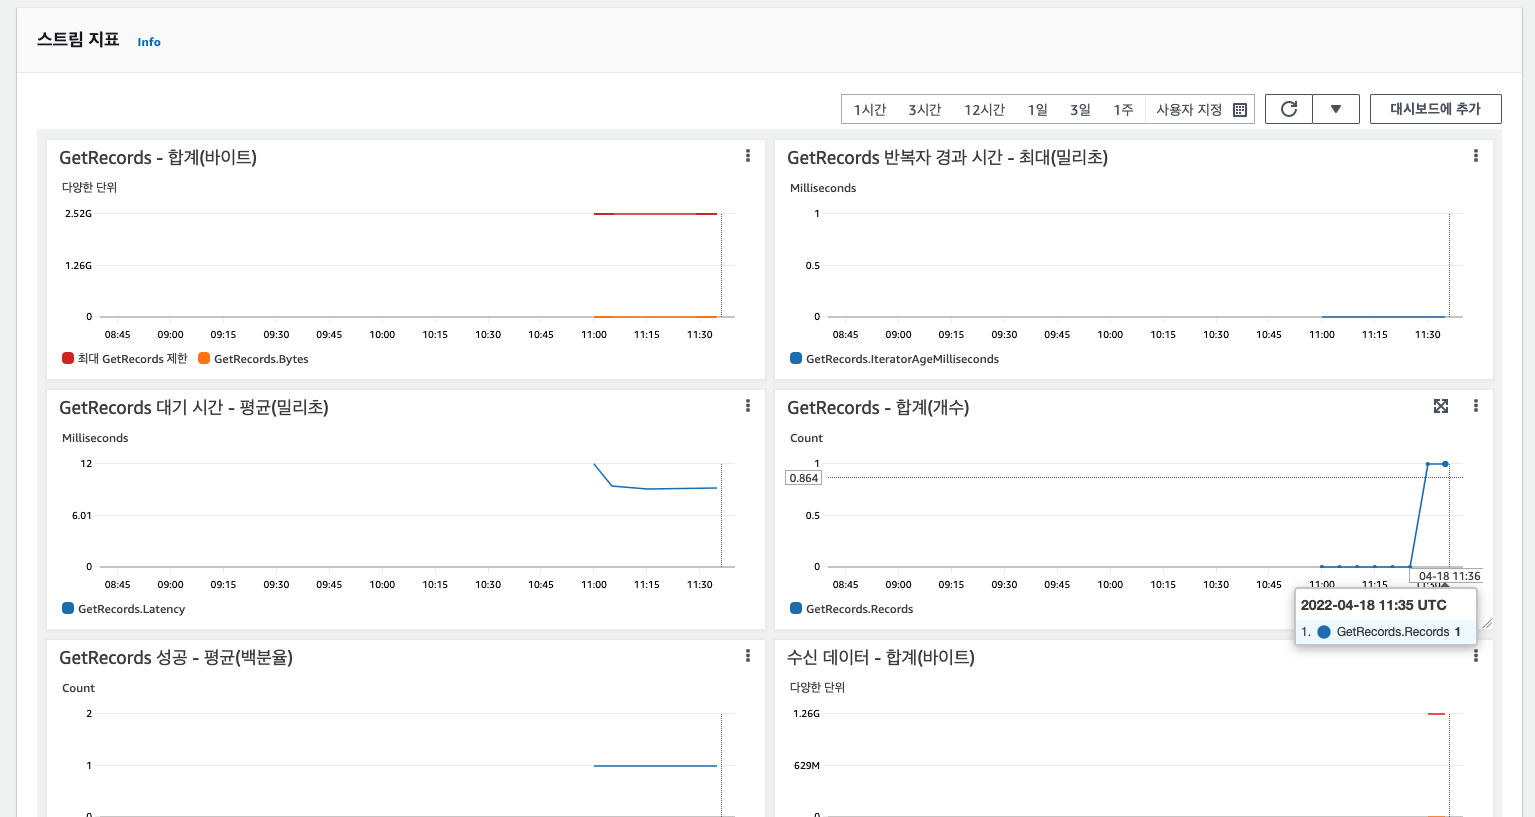 스트림 지표 Info
1시간 3시간 12시간 1일 3일 1주 사용자 지정 대시보드에 추가
GetRecords - 합계(바이트)
다양한 단위
2.52G
1.26G
0
08:45 09:00 09:15 09:30 09:45 10:00 10:15 10:30 10:45 11:00 11:15 11:30
최대 GetRecords 제한 GetRecords.Bytes
GetRecords 반복자 경과 시간 - 최대(밀리초)
Milliseconds
1
0.5
0
08:45 09:00 09:15 09:30 09:45 10:00 10:15 10:30 10:45 11:00 11:15 11:30
GetRecords.IteratorAgeMilliseconds
GetRecords 대기 시간 - 평균(밀리초)
Milliseconds
12
6.01
0
08:45 09:00 09:15 09:30 09:45 10:00 10:15 10:30 10:45 11:00 11:15 11:30
GetRecords.Latency
GetRecords - 합계(개수)
Count
1
0.864
0.5
0
04-18 11:36
08:45 09:00 09:15 09:30 09:45 10:00 10:15 10:30 10:45 11:00 11:15 11:30
GetRecords.Records
2022-04-18 11:35 UTC
1. GetRecords.Records 1
GetRecords 성공 - 평균(백분율)
Count
2
1
0
수신 데이터 - 합계(바이트)
다양한 단위
1.26G
629M
0